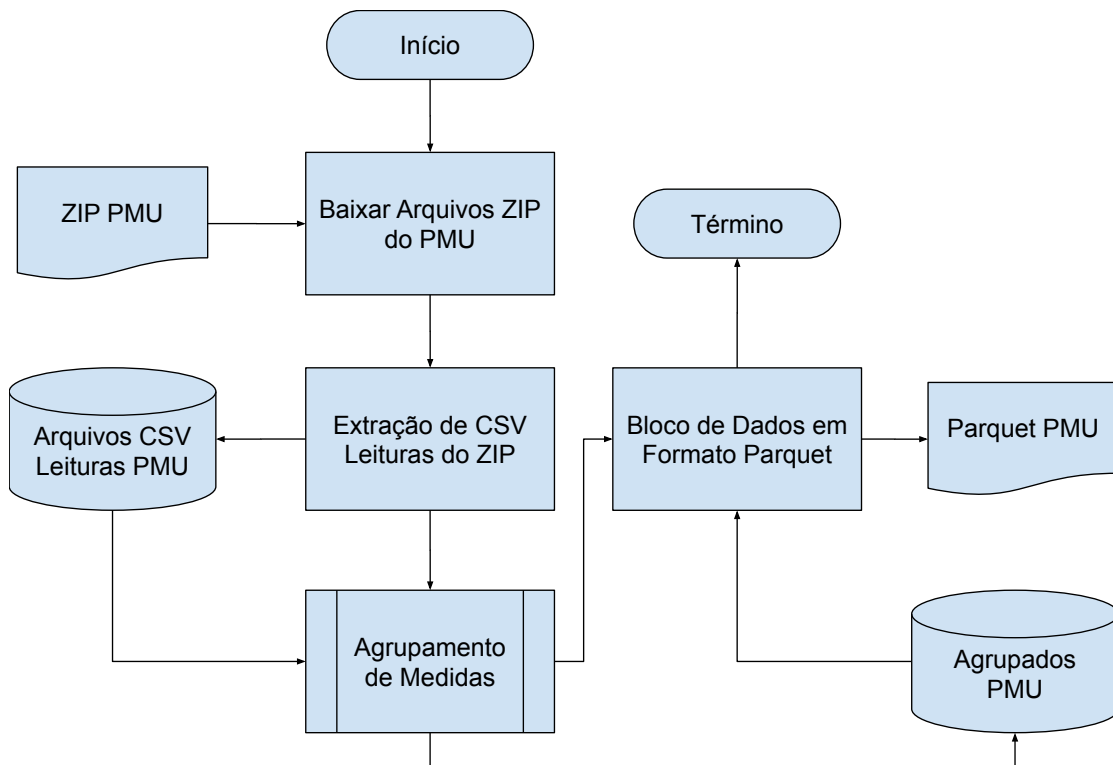 Início
ZIP PMU
Baixar Arquivos ZIP
do PMU
Término
Arquivos CSV
Leituras PMU
Extração de CSV
Leituras do ZIP
Bloco de Dados em
Formato Parquet
Parquet PMU
Agrupamento
de Medidas
Agrupados
PMU